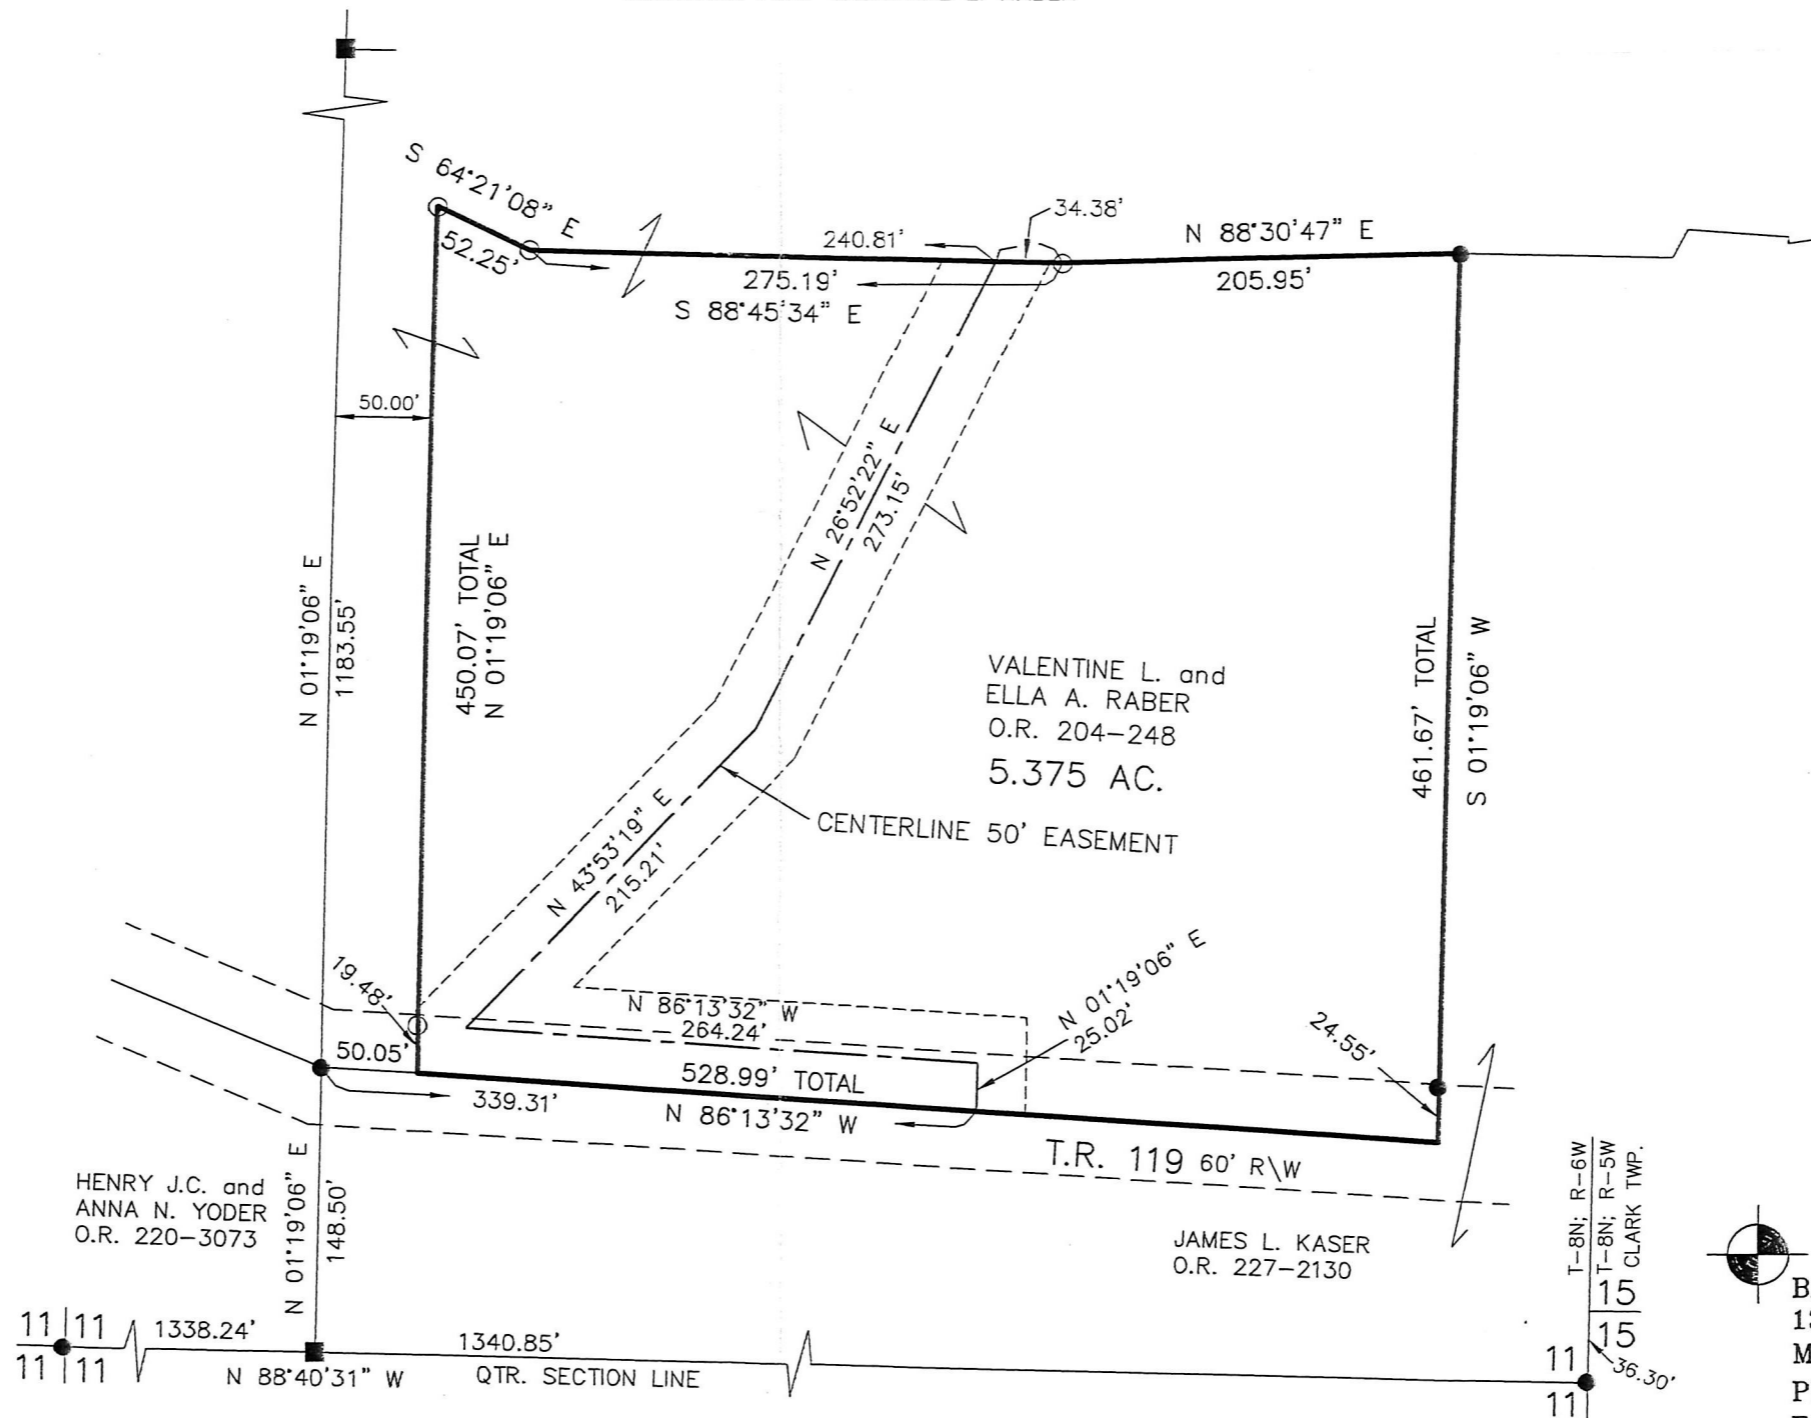 S 64°21'08" E
52.25'
240.81'
34.38'
N 88°30'47" E
275.19'
205.95'
S 88°45'34" E
50.00'
N 26°52'22" E
273.15'
N 01°19'06" E
1183.55'
450.07' TOTAL
N 01°19'06" E
VALENTINE L. and
ELLA A. RABER
O.R. 204-248
5.375 AC.
461.67' TOTAL
S 01°19'06" W
CENTERLINE 50' EASEMENT
N 43°53'19" E
215.21'
19.48'
N 86°13'32" W
264.24'
N 01°19'06" E
25.02'
24.55'
50.05'
528.99' TOTAL
339.31'
N 86°13'32" W
T.R. 119 60' R\W
HENRY J.C. and
ANNA N. YODER
O.R. 220-3073
N 01°19'06" E
148.50'
JAMES L. KASER
O.R. 227-2130
T-8N; R-6W
T-8N; R-5W
CLARK TWP.
15
15
11 11
11 11
1338.24'
N 88°40'31" W
1340.85'
QTR. SECTION LINE
11
11
36.30'